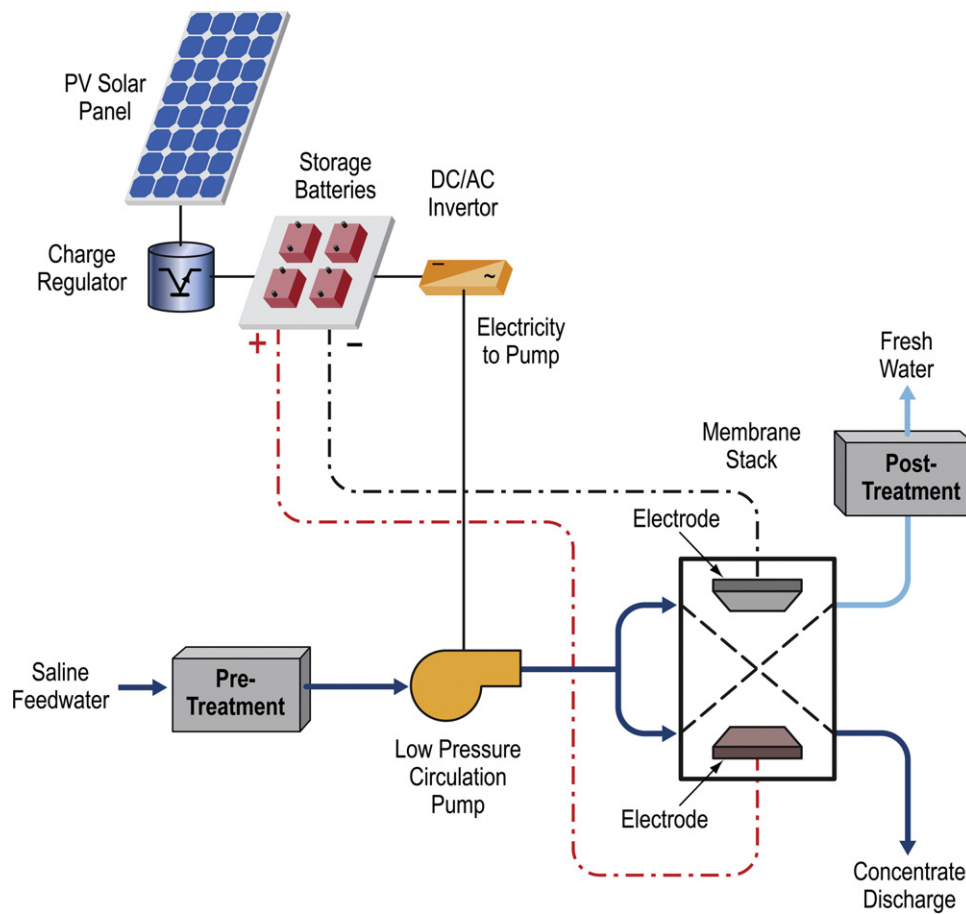 PV Solar
Panel
Storage
Batteries
DC/AC
Invertor
Charge
Regulator
+
−
−
~
Electricity
to Pump
Fresh
Water
Membrane
Stack
Post-
Treatment
Electrode
Saline
Feedwater
Pre-
Treatment
Low Pressure
Circulation
Pump
Electrode
Concentrate
Discharge